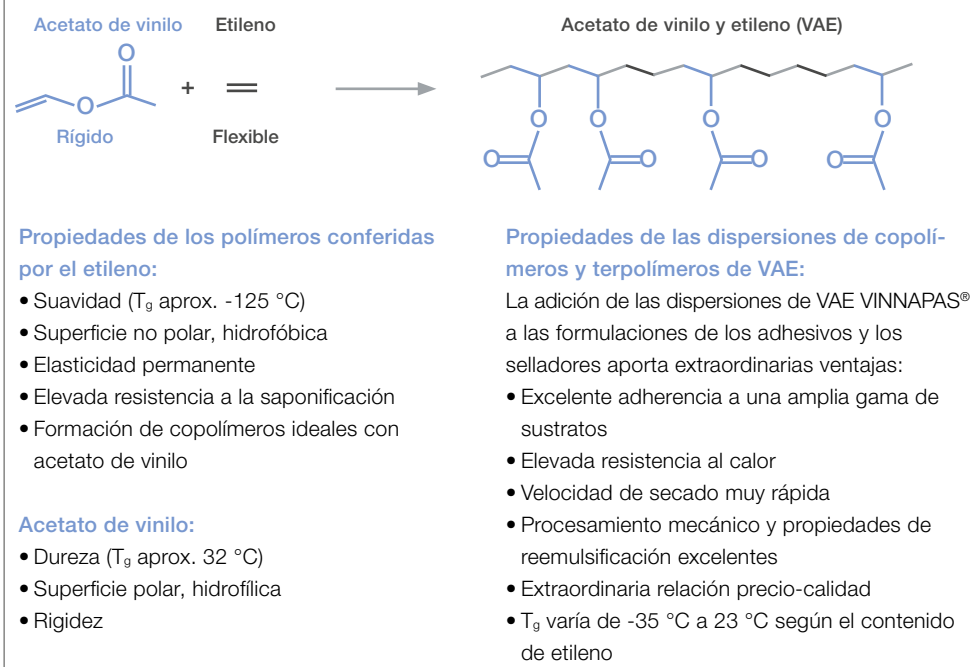 Acetato de vinilo
Etileno
Acetato de vinilo y etileno (VAE)
O
O
+
Rígido
Flexible
O
O
O
O
O
O
O
O
Propiedades de los polímeros conferidas
por el etileno:
• Suavidad (Tg aprox. -125 °C)
• Superficie no polar, hidrofóbica
• Elasticidad permanente
• Elevada resistencia a la saponificación
• Formación de copolímeros ideales con
acetato de vinilo
Acetato de vinilo:
• Dureza (Tg aprox. 32 °C)
• Superficie polar, hidrofílica
• Rigidez
Propiedades de las dispersiones de copolí-
meros y terpolímeros de VAE:
La adición de las dispersiones de VAE VINNAPAS®
a las formulaciones de los adhesivos y los
selladores aporta extraordinarias ventajas:
• Excelente adherencia a una amplia gama de
sustratos
• Elevada resistencia al calor
• Velocidad de secado muy rápida
• Procesamiento mecánico y propiedades de
reemulsificación excelentes
• Extraordinaria relación precio-calidad
• Tg varía de -35 °C a 23 °C según el contenido
de etileno